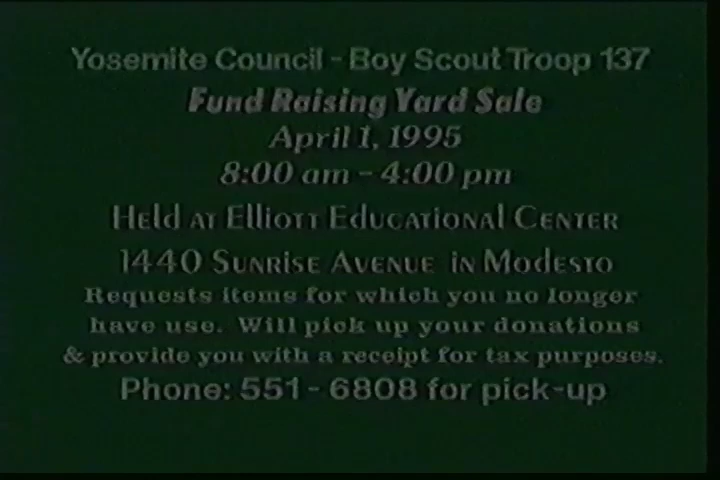 Yosemite Council - Boy Scout Troop 137
Fund Raising Yard Sale
April 1, 1995
8:00 am - 4:00 pm
Held at Elliott Educational Center
1440 Sunrise Avenue in Modesto
Requests items for which you no longer
have use. Will pick up your donations
& provide you with a receipt for tax purposes.
Phone: 551 - 6808 for pick-up